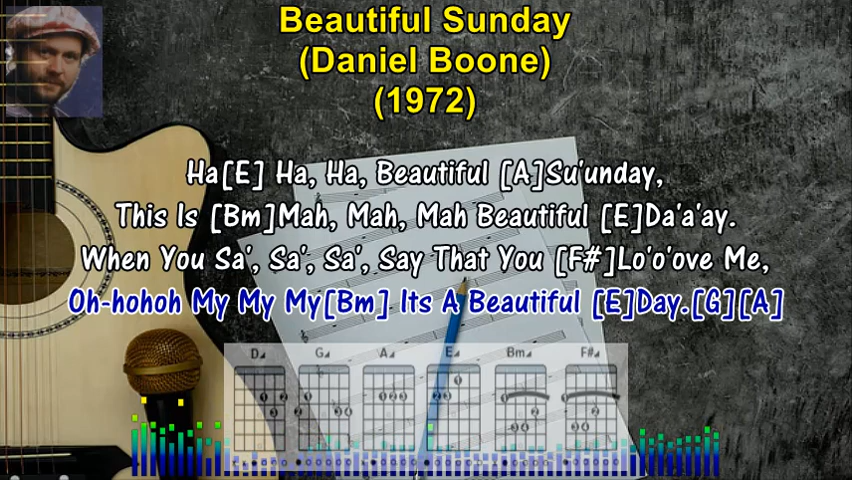 Beautiful Sunday
(Daniel Boone)
(1972)
Ha[E] Ha, Ha, Beautiful [A]Su'unday,
This Is [Bm]Mah, Mah, Mah Beautiful [E]Da'a'ay.
When You Sa', Sa', Sa', Say That You [F#]Lo'o'ove Me,
Oh-hohoh My My My[Bm] Its A Beautiful [E]Day.[G][A]
D G A E Bm F#